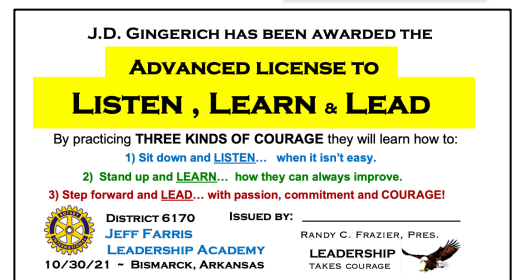 J.D. GINGERICH HAS BEEN AWARDED THE
ADVANCED LICENSE TO
LISTEN , LEARN & LEAD
By practicing THREE KINDS OF COURAGE they will learn how to:
1) Sit down and LISTEN… when it isn't easy.
2) Stand up and LEARN… how they can always improve.
3) Step forward and LEAD… with passion, commitment and COURAGE!
DISTRICT 6170
JEFF FARRIS
LEADERSHIP ACADEMY
10/30/21 ~ BISMARCK, ARKANSAS
ISSUED BY:
RANDY C. FRAZIER, PRES.
LEADERSHIP
TAKES COURAGE
ROTARY
INTERNATIONAL